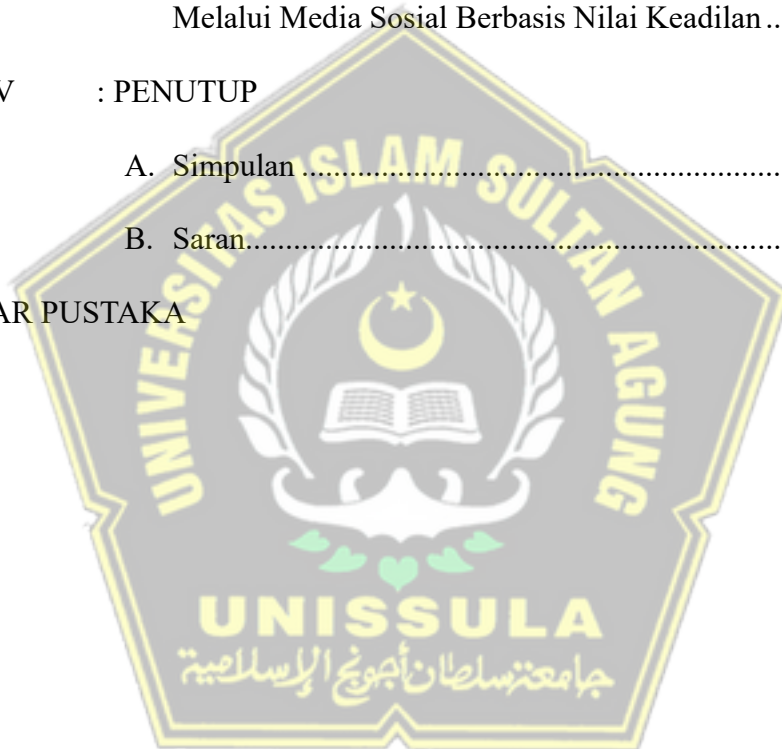 Melalui Media Sosial Berbasis Nilai Keadilan ..
V : PENUTUP
A. Simpulan ............................................................
B. Saran...................................................................
AR PUSTAKA
UNIVERSITAS ISLAM SULTAN AGUNG
UNISSULA
جامعة سلطان أجونج الإسلامية